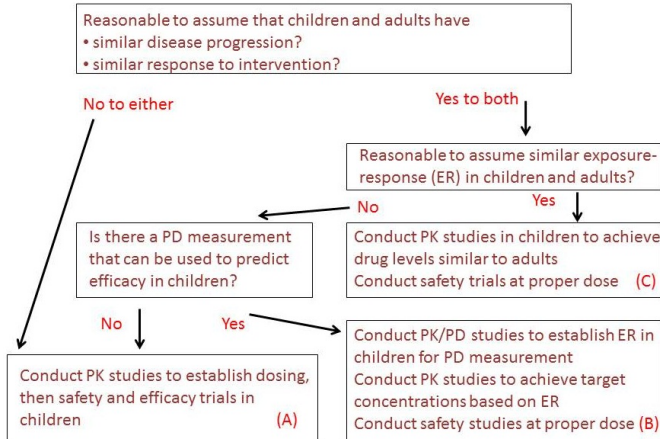 Reasonable to assume that children and adults have
• similar disease progression?
• similar response to intervention?
No to either
Yes to both
Reasonable to assume similar exposure-
response (ER) in children and adults?
No
Yes
Is there a PD measurement
that can be used to predict
efficacy in children?
Conduct PK studies in children to achieve
drug levels similar to adults
Conduct safety trials at proper dose (C)
No
Yes
Conduct PK/PD studies to establish ER in
children for PD measurement
Conduct PK studies to achieve target
concentrations based on ER
Conduct safety studies at proper dose (B)
Conduct PK studies to establish dosing,
then safety and efficacy trials in
children (A)